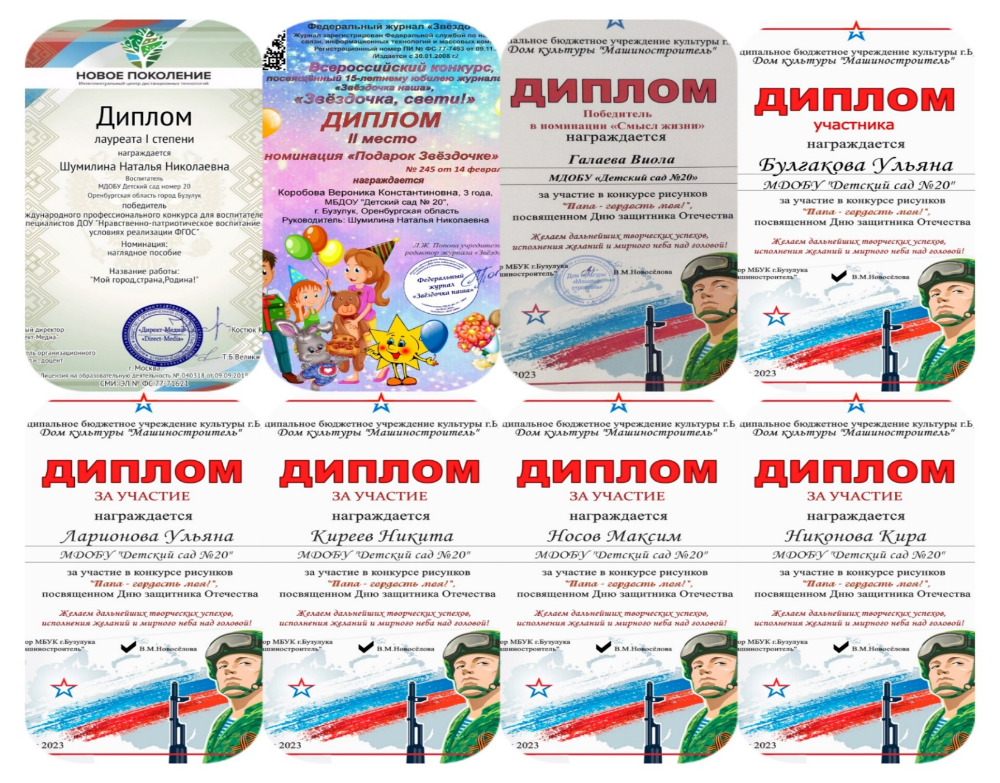 НОВОЕ ПОКОЛЕНИЕ
Интеллектуальный центр дистанционных технологий
Диплом
лауреата I степени
награждается
Шумилина Наталья Николаевна
Воспитатель
МДОБУ Детский сад номер 20
Оренбургская область город Бузулук
победитель
ждународного профессионального конкурса для воспитателе
пециалистов ДОУ "Нравственно-патриотическое воспитание
условиях реализации ФГОС"
Номинация:
наглядное пособие
Название работы:
"Мой город,страна,Родина!"
ый директор
ект-Медиа"
«Директ-Медиа»
«Direct-Media»
Костюк К
ель организационного
п.н., доцент
Т.Б.Великж
г. Москва
Лицензия на образовательную деятельность № 040318 от 09.09.2019
СМИ: ЭЛ № ФС 77-71621
Федеральный журнал «Звёздо
Журнал зарегистрирован Федеральной службой по на
связи, информационных технологий и массовых ком
Регистрационный номер ПИ № ФС 77-7493 от 09.11.
/Издается с 30.01.2008 г./
Всероссийский конкурс,
посвящённый 15-летнему юбилею журнала
«Звёздочка наша»,
«Звёздочка, свети!»
ДИПЛОМ
II место
номинация «Подарок Звёздочке»
№ 245 от 14 феврал
награждается
Коробова Вероника Константиновна, 3 года,
МБДОУ "Детский сад № 20",
г. Бузулук, Оренбургская область
Руководитель: Шумилина Наталья Николаевна
Л.Ж. Попова учредитель
редактор журнала «Звёздо
Федеральный
журнал
«Звёздочка наша»
пальное бюджетное учреждение культуры г.
Дом культуры "Машиностроитель"
ДИПЛОМ
Победитель
в номинации «Смысл жизни»
награждается
Галаева Виола
МДОБУ «Детский сад №20»
за участие в конкурсе рисунков
"Папа - гордость моя!",
посвященном Дню защитника Отечества
Желаем дальнейших творческих успехов,
исполнения желаний и мирного неба над головой!
р МБУК г.Бузулука
шиностроитель"
Дом культуры
«Машино-
строитель»
В.М.Новосёлова
2023
ципальное бюджетное учреждение культуры г.Б
Дом культуры "Машиностроитель"
ДИПЛОМ
участника
награждается
Булгакова Ульяна
МДОБУ "Детский сад №20"
за участие в конкурсе рисунков
"Папа - гордость моя!",
посвященном Дню защитника Отечества
Желаем дальнейших творческих успехов,
исполнения желаний и мирного неба над головой!
ор МБУК г.Бузулука
шиностроитель"
В.М.Новосёлова
2023
ципальное бюджетное учреждение культуры г.Б
Дом культуры "Машиностроитель"
ДИПЛОМ
ЗА УЧАСТИЕ
награждается
Ларионова Ульяна
МДОБУ "Детский сад №20"
за участие в конкурсе рисунков
"Папа - гордость моя!",
посвященном Дню защитника Отечества
Желаем дальнейших творческих успехов,
исполнения желаний и мирного неба над головой!
ор МБУК г.Бузулука
шиностроитель"
В.М.Новосёлова
2023
ципальное бюджетное учреждение культуры г.Б
Дом культуры "Машиностроитель"
ДИПЛОМ
ЗА УЧАСТИЕ
награждается
Киреев Никита
МДОБУ "Детский сад №20"
за участие в конкурсе рисунков
"Папа - гордость моя!",
посвященном Дню защитника Отечества
Желаем дальнейших творческих успехов,
исполнения желаний и мирного неба над головой!
ор МБУК г.Бузулука
шиностроитель"
В.М.Новосёлова
2023
ципальное бюджетное учреждение культуры г.Б
Дом культуры "Машиностроитель"
ДИПЛОМ
ЗА УЧАСТИЕ
награждается
Носов Максим
МДОБУ "Детский сад №20"
за участие в конкурсе рисунков
"Папа - гордость моя!",
посвященном Дню защитника Отечества
Желаем дальнейших творческих успехов,
исполнения желаний и мирного неба над головой!
ор МБУК г.Бузулука
шиностроитель"
В.М.Новосёлова
2023
ципальное бюджетное учреждение культуры г.Б
Дом культуры "Машиностроитель"
ДИПЛОМ
ЗА УЧАСТИЕ
награждается
Никонова Кира
МДОБУ "Детский сад №20"
за участие в конкурсе рисунков
"Папа - гордость моя!",
посвященном Дню защитника Отечества
Желаем дальнейших творческих успехов,
исполнения желаний и мирного неба над головой!
ор МБУК г.Бузулука
шиностроитель"
В.М.Новосёлова
2023